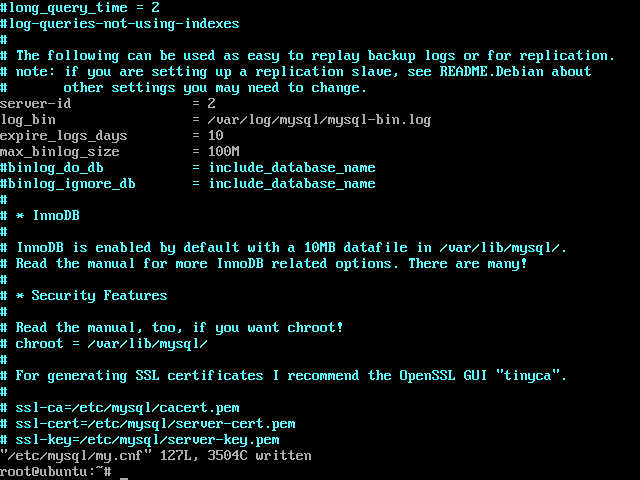 #long_query_time = 2
#log-queries-not-using-indexes
#
# The following can be used as easy to replay backup logs or for replication.
# note: if you are setting up a replication slave, see README.Debian about
#       other settings you may need to change.
server-id               = 2
log_bin                 = /var/log/mysql/mysql-bin.log
expire_logs_days        = 10
max_binlog_size         = 100M
#binlog_do_db           = include_database_name
#binlog_ignore_db       = include_database_name
#
# * InnoDB
#
# InnoDB is enabled by default with a 10MB datafile in /var/lib/mysql/.
# Read the manual for more InnoDB related options. There are many!
#
# * Security Features
#
# Read the manual, too, if you want chroot!
# chroot = /var/lib/mysql/
#
# For generating SSL certificates I recommend the OpenSSL GUI "tinyca".
#
# ssl-ca=/etc/mysql/cacert.pem
# ssl-cert=/etc/mysql/server-cert.pem
# ssl-key=/etc/mysql/server-key.pem
"/etc/mysql/my.cnf" 127L, 3504C written
root@ubuntu:~# _